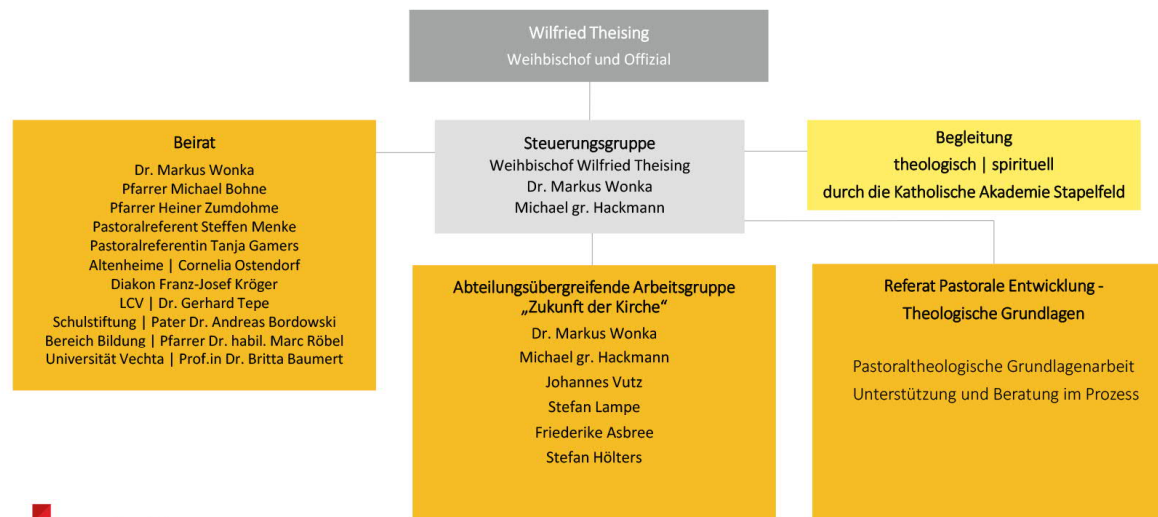 Wilfried Theising
Weihbischof und Offizial
Beirat
Dr. Markus Wonka
Pfarrer Michael Bohne
Pfarrer Heiner Zumdohme
Pastoralreferent Steffen Menke
Pastoralreferentin Tanja Gamers
Altenheime | Cornelia Ostendorf
Diakon Franz-Josef Kröger
LCV | Dr. Gerhard Tepe
Schulstiftung | Pater Dr. Andreas Bordowski
Bereich Bildung | Pfarrer Dr. habil. Marc Röbel
Universität Vechta | Prof.in Dr. Britta Baumert
Steuerungsgruppe
Weihbischof Wilfried Theising
Dr. Markus Wonka
Michael gr. Hackmann
Begleitung
theologisch | spirituell
durch die Katholische Akademie Stapelfeld
Abteilungsübergreifende Arbeitsgruppe
„Zukunft der Kirche“
Dr. Markus Wonka
Michael gr. Hackmann
Johannes Vutz
Stefan Lampe
Friederike Asbree
Stefan Hölters
Referat Pastorale Entwicklung -
Theologische Grundlagen
Pastoraltheologische Grundlagenarbeit
Unterstützung und Beratung im Prozess